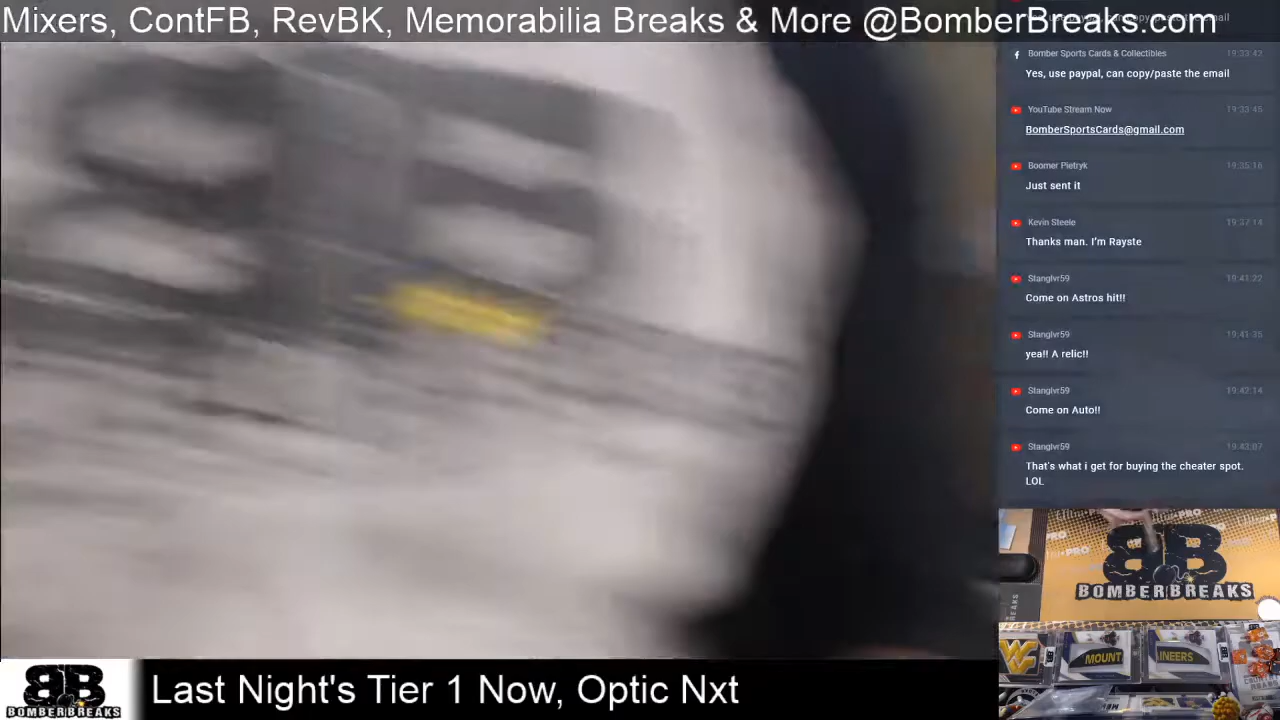 Mixers, ContFB, RevBK, Memorabilia Breaks & More @BomberBreaks.com
Bomber Sports Cards & Collectibles 19:33:42
Yes, use paypal, can copy/paste the email
YouTube Stream Now 19:33:45
BomberSportsCards@gmail.com
Boomer Pietryk 19:35:16
Just sent it
Kevin Steele 19:37:14
Thanks man. I'm Rayste
Stanglvr59 19:41:22
Come on Astros hit!!
Stanglvr59 19:41:35
yea!! A relic!!
Stanglvr59 19:42:14
Come on Auto!!
Stanglvr59 19:43:07
That's what i get for buying the cheater spot.
LOL
BB
BOMBERBREAKS
MOUNT
INEERS
BB
BOMBERBREAKS
Last Night's Tier 1 Now, Optic Nxt